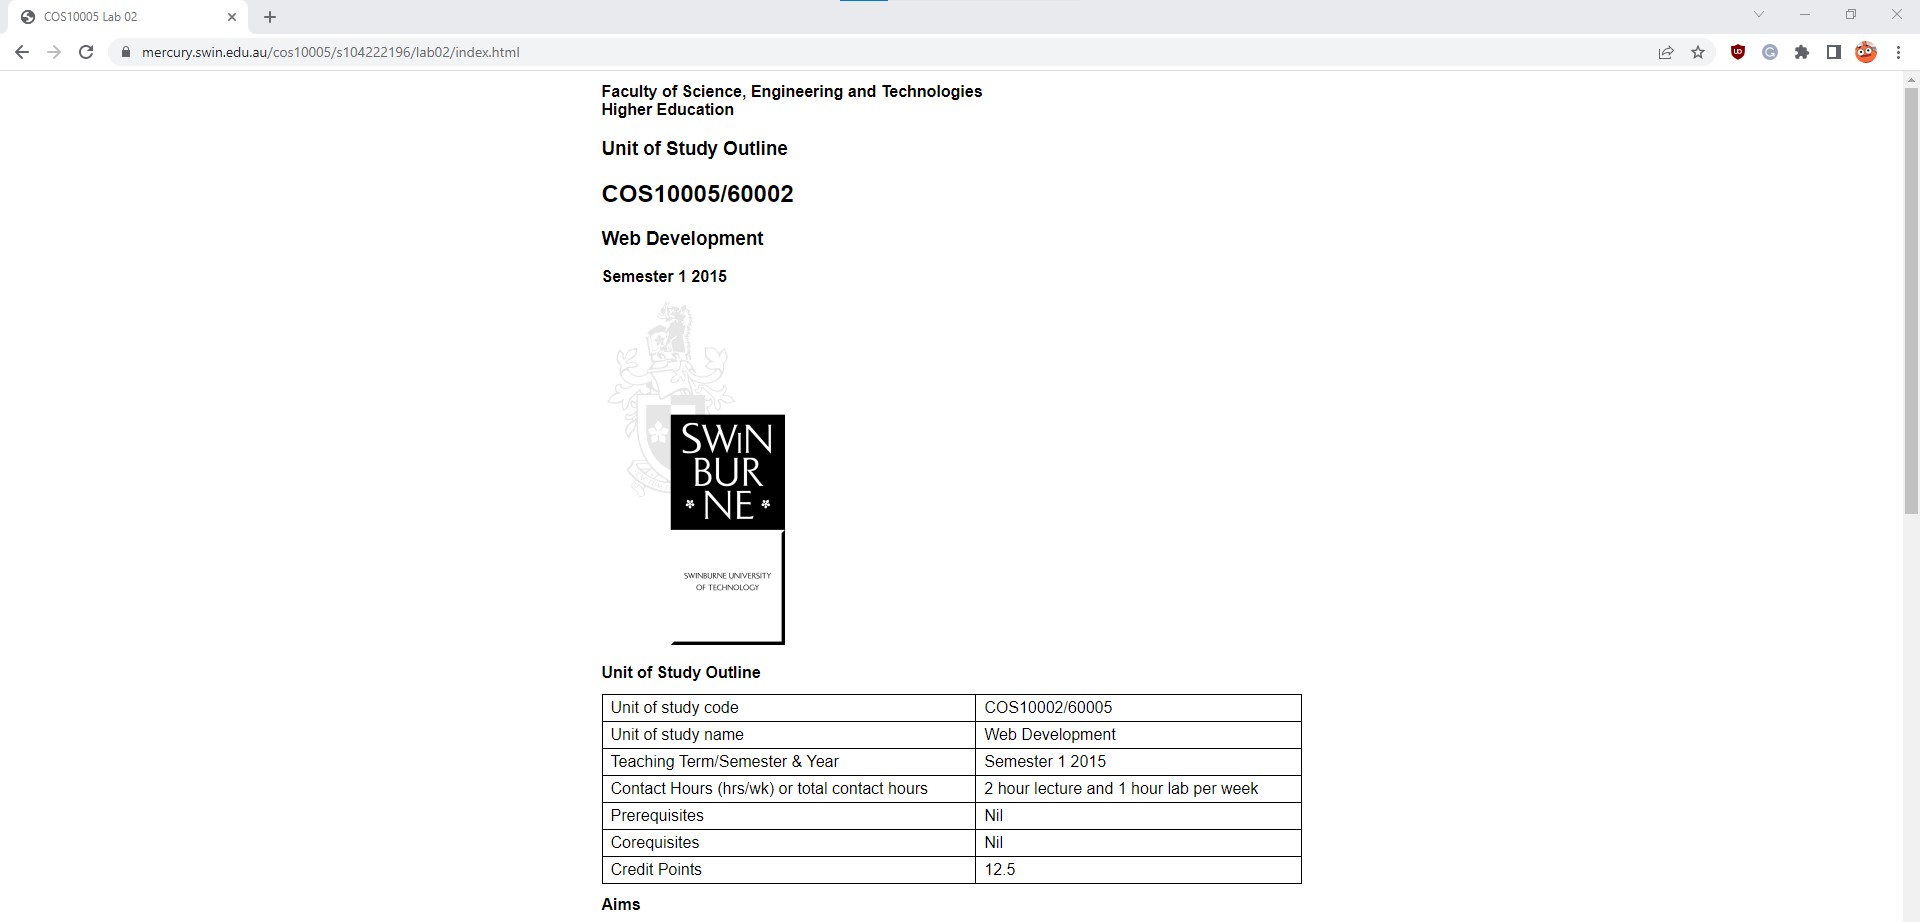 COS10005 Lab 02
mercury.swin.edu.au/cos10005/s104222196/lab02/index.html
Faculty of Science, Engineering and Technologies
Higher Education
Unit of Study Outline
COS10005/60002
Web Development
Semester 1 2015
SWiN
BUR
NE
SWINBURNE UNIVERSITY
OF TECHNOLOGY
Unit of Study Outline
Unit of study code COS10002/60005
Unit of study name Web Development
Teaching Term/Semester & Year Semester 1 2015
Contact Hours (hrs/wk) or total contact hours 2 hour lecture and 1 hour lab per week
Prerequisites Nil
Corequisites Nil
Credit Points 12.5
Aims